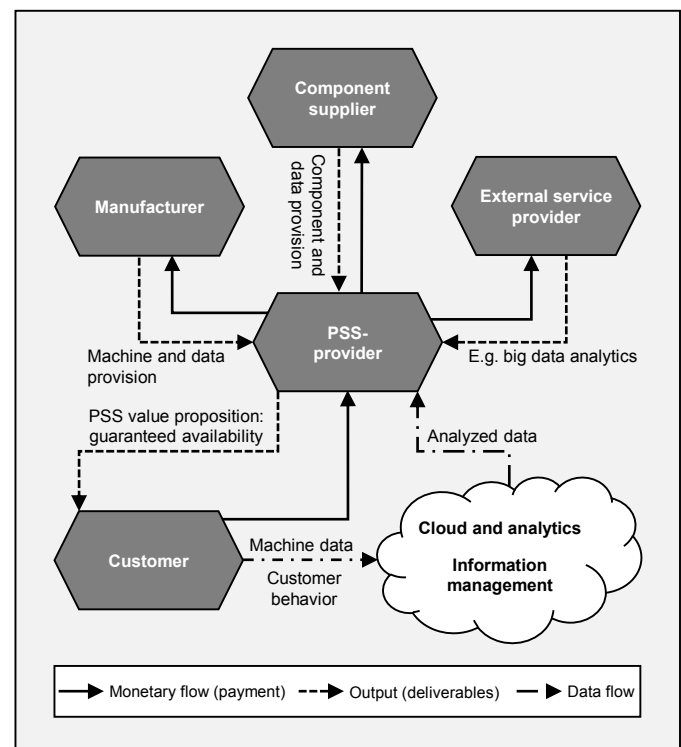 Component
supplier
Manufacturer
External service
provider
Component and
data provision
PSS-
provider
Machine and data
provision
E.g. big data analytics
PSS value proposition:
guaranteed availability
Analyzed data
Cloud and analytics
Information
management
Customer
Machine data
Customer
behavior
Monetary flow (payment)
Output (deliverables)
Data flow